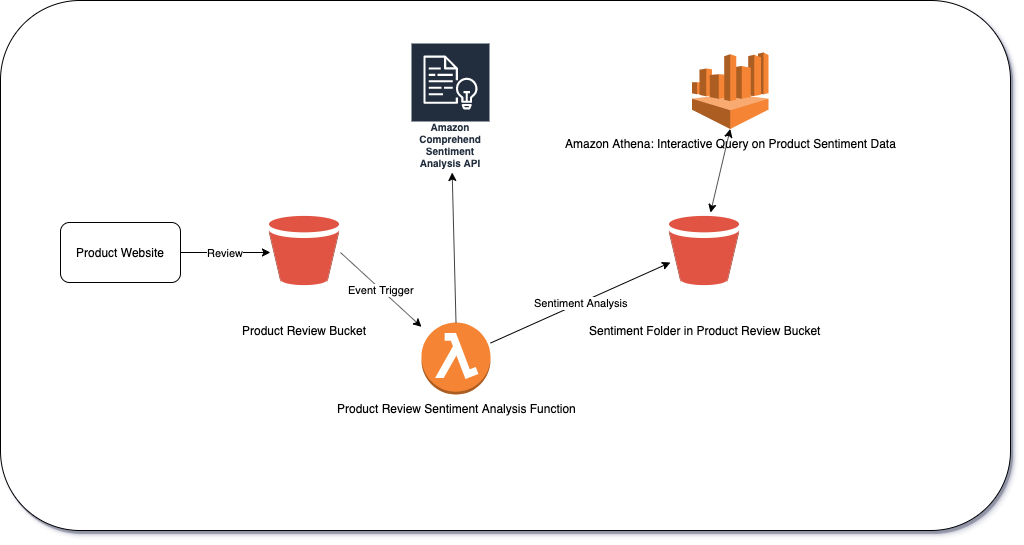 Amazon
Comprehend
Sentiment
Analysis API
Amazon Athena: Interactive Query on Product Sentiment Data
Product Website
Review
Event Trigger
Sentiment Analysis
Product Review Bucket
Sentiment Folder in Product Review Bucket
Product Review Sentiment Analysis Function